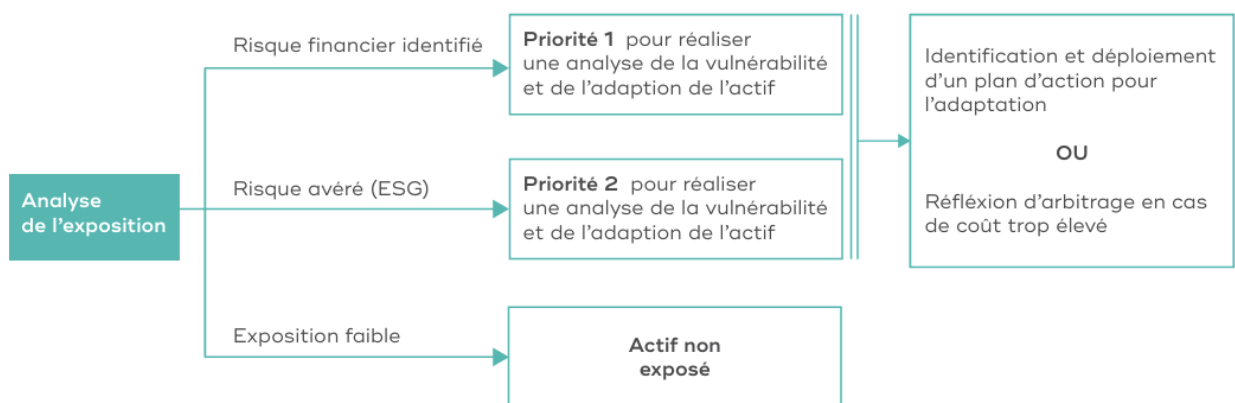 Analyse
de l'exposition
Risque financier identifié
Priorité 1 pour réaliser
une analyse de la vulnérabilité
et de l'adaption de l'actif
Risque avéré (ESG)
Priorité 2 pour réaliser
une analyse de la vulnérabilité
et de l'adaption de l'actif
Exposition faible
Actif non
exposé
Identification et déploiement
d'un plan d'action pour
l'adaptation
OU
Réfléxion d'arbitrage en cas
de coût trop élevé